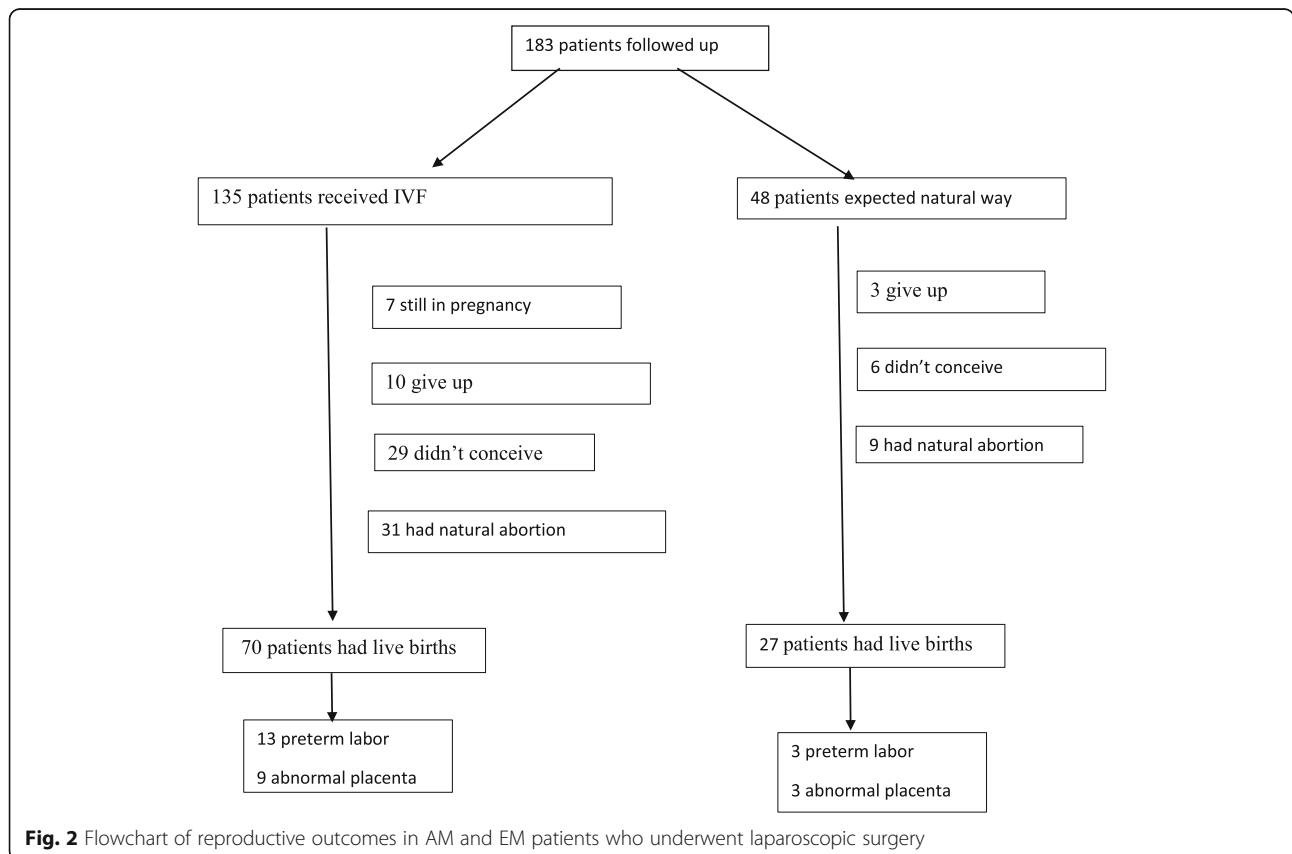 183 patients followed up
135 patients received IVF
48 patients expected natural way
7 still in pregnancy
10 give up
29 didn't conceive
31 had natural abortion
3 give up
6 didn’t conceive
9 had natural abortion
70 patients had live births
27 patients had live births
13 preterm labor
9 abnormal placenta
3 preterm labor
3 abnormal placenta
Fig. 2 Flowchart of reproductive outcomes in AM and EM patients who underwent laparoscopic surgery